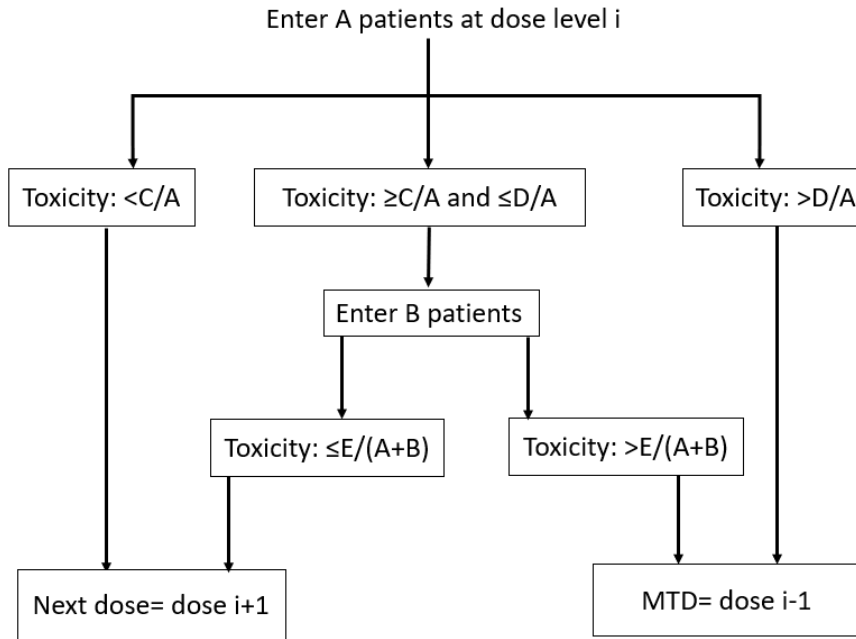 Enter A patients at dose level i
Toxicity: <C/A
Toxicity: ≥C/A and ≤D/A
Toxicity: >D/A
Enter B patients
Toxicity: ≤E/(A+B)
Toxicity: >E/(A+B)
Next dose= dose i+1
MTD= dose i-1